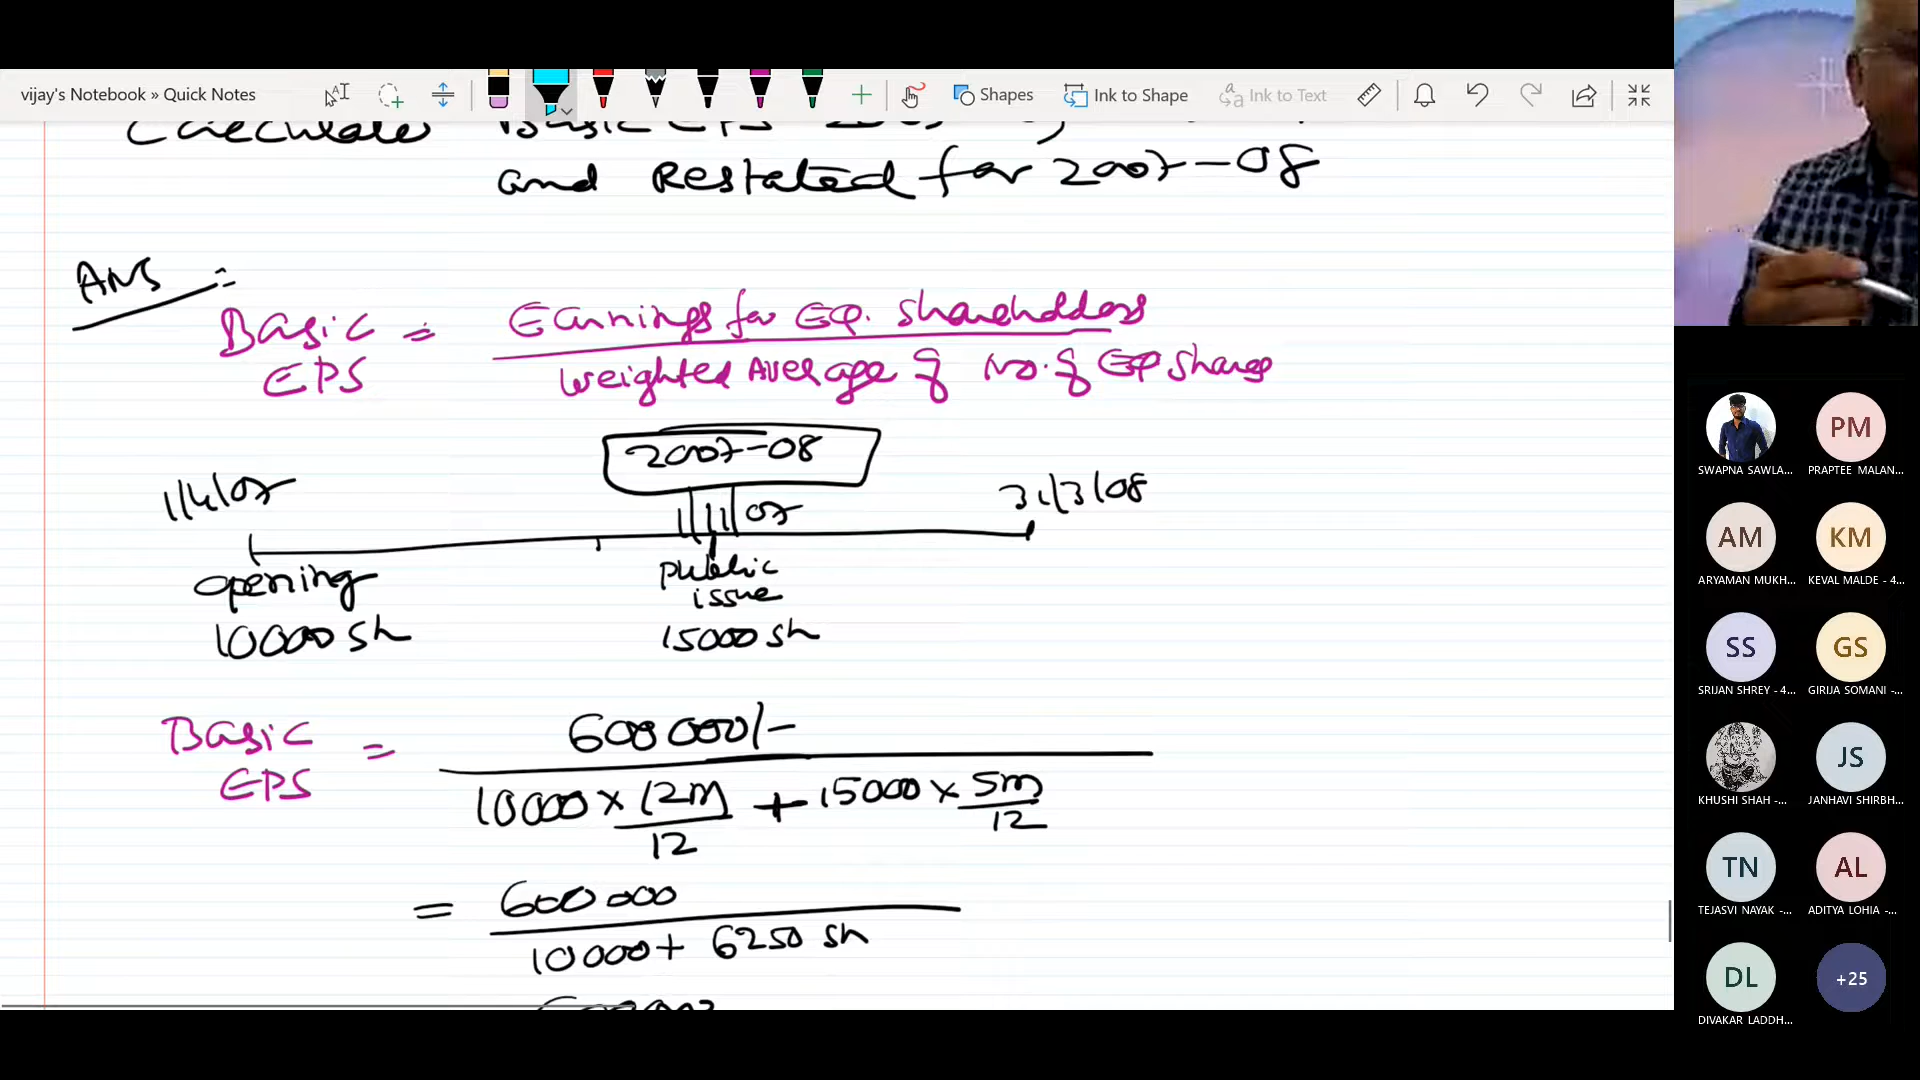 vijay's Notebook » Quick Notes
Shapes
Ink to Shape
Ink to Text
Calculate Basic EPS
and Restated for 2007-08
ANS :
Basic EPS = Earnings for EQ. Shareholders
Weighted Average of No. of EQ Shares
2007-08
1/4/07
1/11/07
31/3/08
opening
public
issue
10000 sh
15000 sh
Basic EPS = 600000/-
10000 x 12m + 15000 x 5m
12
12
= 600000
10000 + 6250 sh
SWAPNA SAWLA...
PM
PRAPTEE MALAN...
AM
ARYAMAN MUKH...
KM
KEVAL MALDE - 4...
SS
SRIJAN SHREY - 4...
GS
GIRIJA SOMANI -...
KHUSHI SHAH -...
JS
JANHAVI SHIRBH...
TN
TEJASVI NAYAK -...
AL
ADITYA LOHIA -...
DL
DIVAKAR LADDH...
+25